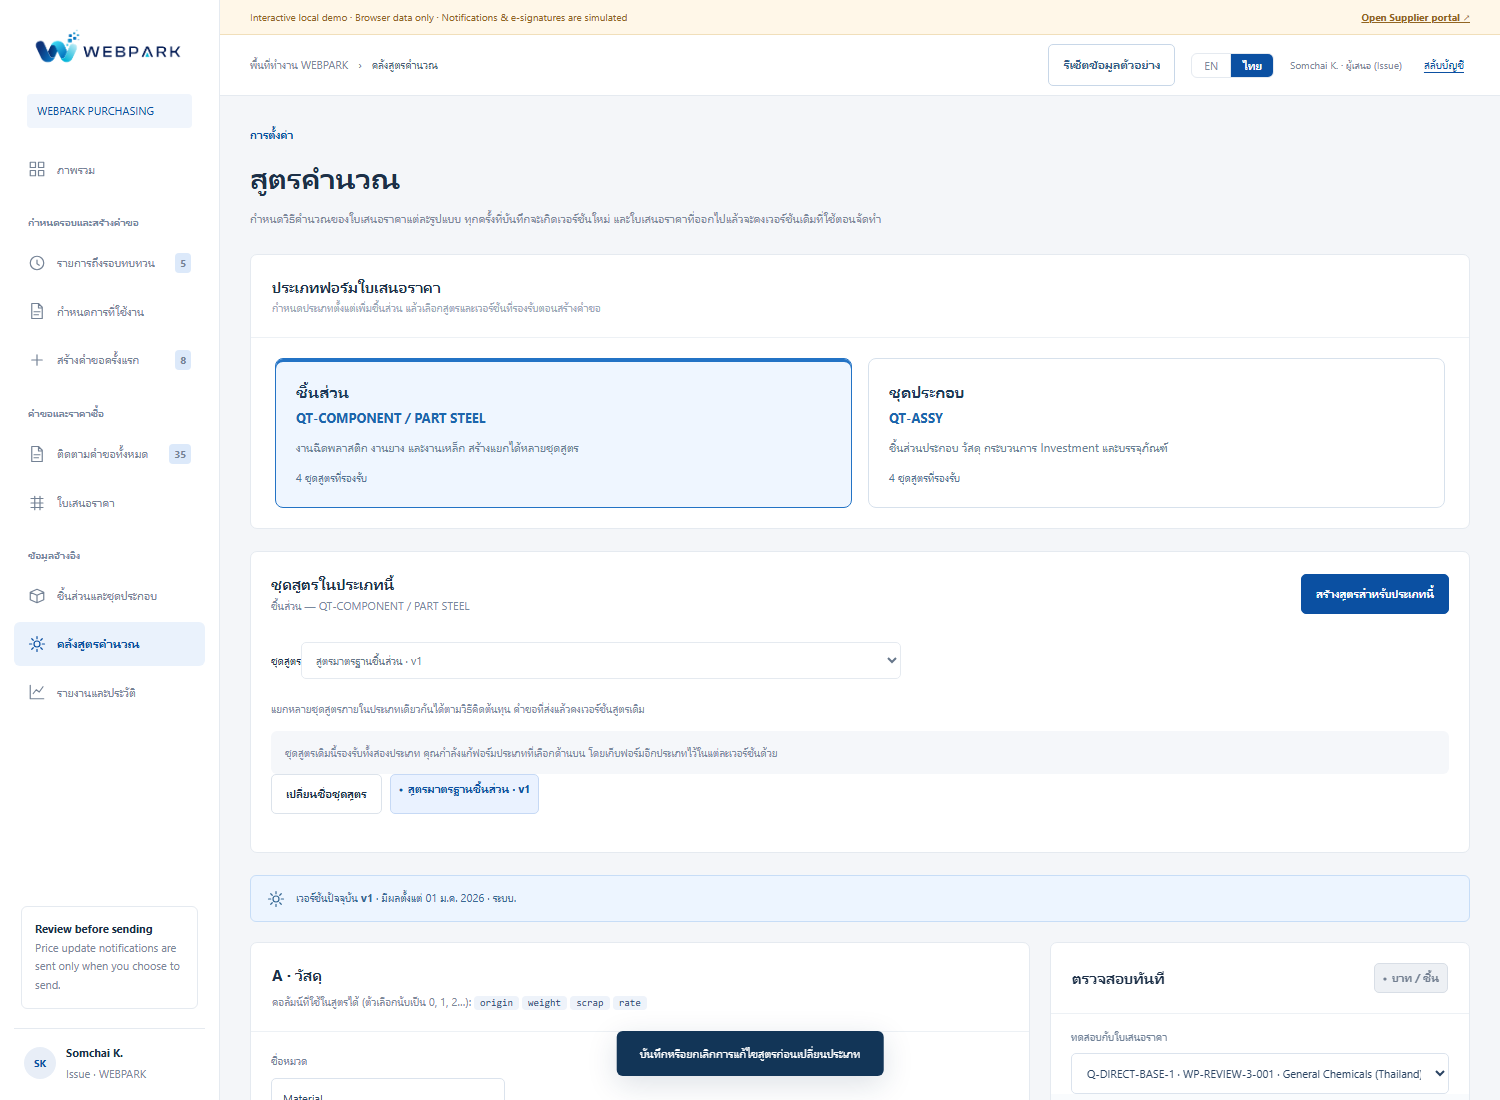 Interactive local demo · Browser data only · Notifications & e-signatures are simulated
Open Supplier portal ↗
WEBPARK
พื้นที่ทำงาน WEBPARK › คลังสูตรคำนวณ
รีเซ็ตข้อมูลตัวอย่าง
EN ไทย
Somchai K. · ผู้เสนอ (Issue)
สลับบัญชี
WEBPARK PURCHASING
ภาพรวม
กำหนดรอบและสร้างคำขอ
รายการถึงรอบทบทวน 5
กำหนดการที่ใช้งาน
สร้างคำขอครั้งแรก 8
คำขอและราคาซื้อ
ติดตามคำขอทั้งหมด 35
ใบเสนอราคา
ข้อมูลอ้างอิง
ชิ้นส่วนและชุดประกอบ
คลังสูตรคำนวณ
รายงานและประวัติ
Review before sending
Price update notifications are
sent only when you choose to
send.
SK
Somchai K.
Issue · WEBPARK
การตั้งค่า
สูตรคำนวณ
กำหนดวิธีคำนวณของใบเสนอราคาแต่ละรูปแบบ ทุกครั้งที่บันทึกจะเกิดเวอร์ชันใหม่ และใบเสนอราคาที่ออกไปแล้วจะคงเวอร์ชันเดิมที่ใช้ตอนจัดทำ
ประเภทฟอร์มใบเสนอราคา
กำหนดประเภทตั้งแต่เพิ่มชิ้นส่วน แล้วเลือกสูตรและเวอร์ชันที่รองรับตอนสร้างคำขอ
ชิ้นส่วน
QT-COMPONENT / PART STEEL
งานฉีดพลาสติก งานยาง และงานเหล็ก สร้างแยกได้หลายชุดสูตร
4 ชุดสูตรที่รองรับ
ชุดประกอบ
QT-ASSY
ชิ้นส่วนประกอบ วัสดุ กระบวนการ Investment และบรรจุภัณฑ์
4 ชุดสูตรที่รองรับ
ชุดสูตรในประเภทนี้
ชิ้นส่วน — QT-COMPONENT / PART STEEL
สร้างสูตรสำหรับประเภทนี้
ชุดสูตร
สูตรมาตรฐานชิ้นส่วน · v1
แยกหลายชุดสูตรภายในประเภทเดียวกันได้ตามวิธีคิดต้นทุน คำขอที่ส่งแล้วคงเวอร์ชันสูตรเดิม
ชุดสูตรเดิมนี้รองรับทั้งสองประเภท คุณกำลังแก้ฟอร์มประเภทที่เลือกด้านบน โดยเก็บฟอร์มอีกประเภทไว้ในแต่ละเวอร์ชันด้วย
เปลี่ยนชื่อชุดสูตร
• สูตรมาตรฐานชิ้นส่วน · v1
เวอร์ชันปัจจุบัน v1 · มีผลตั้งแต่ 01 ม.ค. 2026 · ระบบ.
A · วัสดุ
คอลัมน์ที่ใช้ในสูตรได้ (ตัวเลือกนับเป็น 0, 1, 2…): origin weight scrap rate
ชื่อหมวด
Material
ตรวจสอบทันที
• บาท / ชิ้น
ทดสอบกับใบเสนอราคา
Q-DIRECT-BASE-1 · WP-REVIEW-3-001 · General Chemicals (Thailand)
บันทึกหรือยกเลิกการแก้ไขสูตรก่อนเปลี่ยนประเภท